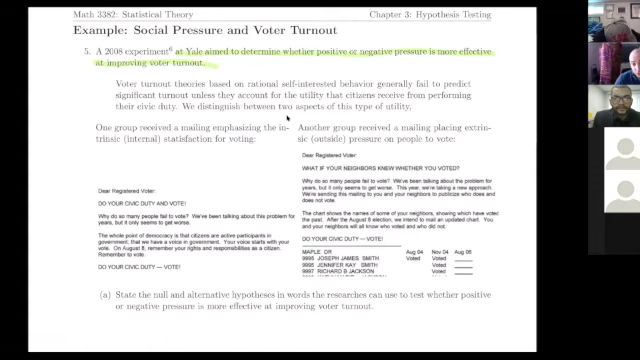 Math 3382: Statistical Theory
Chapter 3: Hypothesis Testing
Example: Social Pressure and Voter Turnout
5. A 2008 experiment6 at Yale aimed to determine whether positive or negative pressure is more effective
at improving voter turnout.
Voter turnout theories based on rational self-interested behavior generally fail to predict
significant turnout unless they account for the utility that citizens receive from performing
their civic duty. We distinguish between two aspects of this type of utility,
One group received a mailing emphasizing the in-
trinsic (internal) statisfaction for voting:
Dear Registered Voter:
DO YOUR CIVIC DUTY AND VOTE!
Why do so many people fail to vote? We've been talking about this problem for
years, but it only seems to get worse.
The whole point of democracy is that citizens are active participants in
government, that we have a voice in government. Your voice starts with your
vote. On August 8, remember your rights and responsibilities as a citizen.
Remember to vote.
DO YOUR CIVIC DUTY — VOTE!
Another group received a mailing placing extrin-
sic (outside) pressure on people to vote:
Dear Registered Voter:
WHAT IF YOUR NEIGHBORS KNEW WHETHER YOU VOTED?
Why do so many people fail to vote? We've been talking about the problem for
years, but it only seems to get worse. This year, we're taking a new approach.
We're sending this mailing to you and your neighbors to publicize who does and
does not vote.
The chart shows the names of some of your neighbors, showing which have voted
in the past. After the August 8 election, we intend to mail an updated chart. You
and your neighbors will all know who voted and who did not.
DO YOUR CIVIC DUTY — VOTE!
MAPLE DR Aug 04 Nov 04 Aug 06
9995 JOSEPH JAMES SMITH Voted Voted
9995 JENNIFER KAY SMITH Voted
9997 RICHARD B JACKSON Voted
(a) State the null and alternative hypotheses in words the researches can use to test whether positive
or negative pressure is more effective at improving voter turnout.